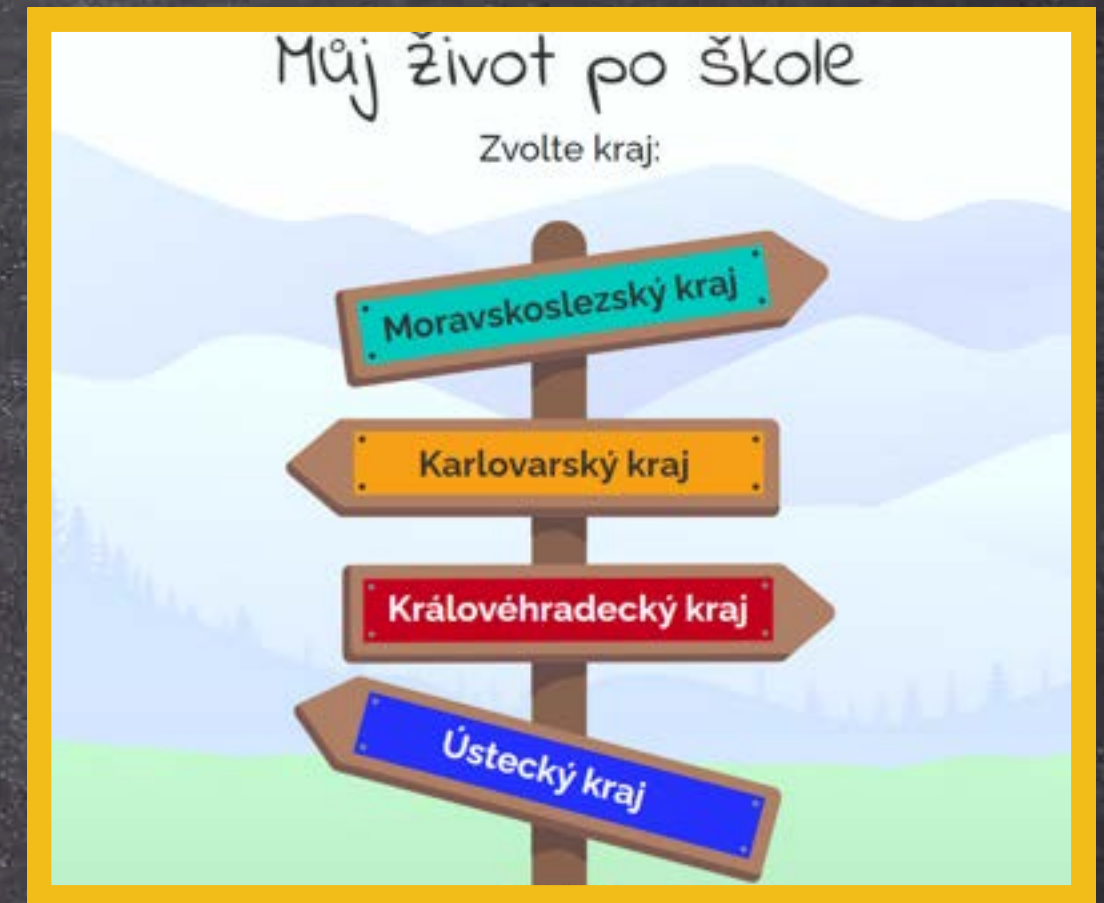 Můj život po škole
Zvolte kraj:
Moravskoslezský kraj
Karlovarský kraj
Královéhradecký kraj
Ústecký kraj